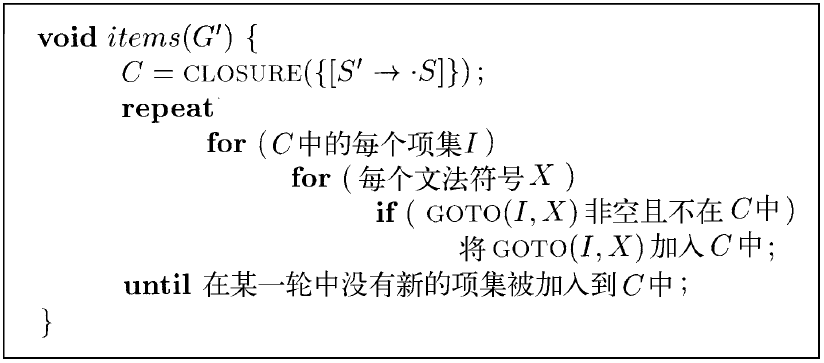 void items(G′) {
C = CLOSURE({[S′ → ·S]}) ;
repeat
for ( C 中的每个项集 I )
for ( 每个文法符号 X )
if ( GOTO(I, X) 非空且不在 C 中 )
将 GOTO(I, X) 加入 C 中 ;
until 在某一轮中没有新的项集被加入到 C 中 ;
}